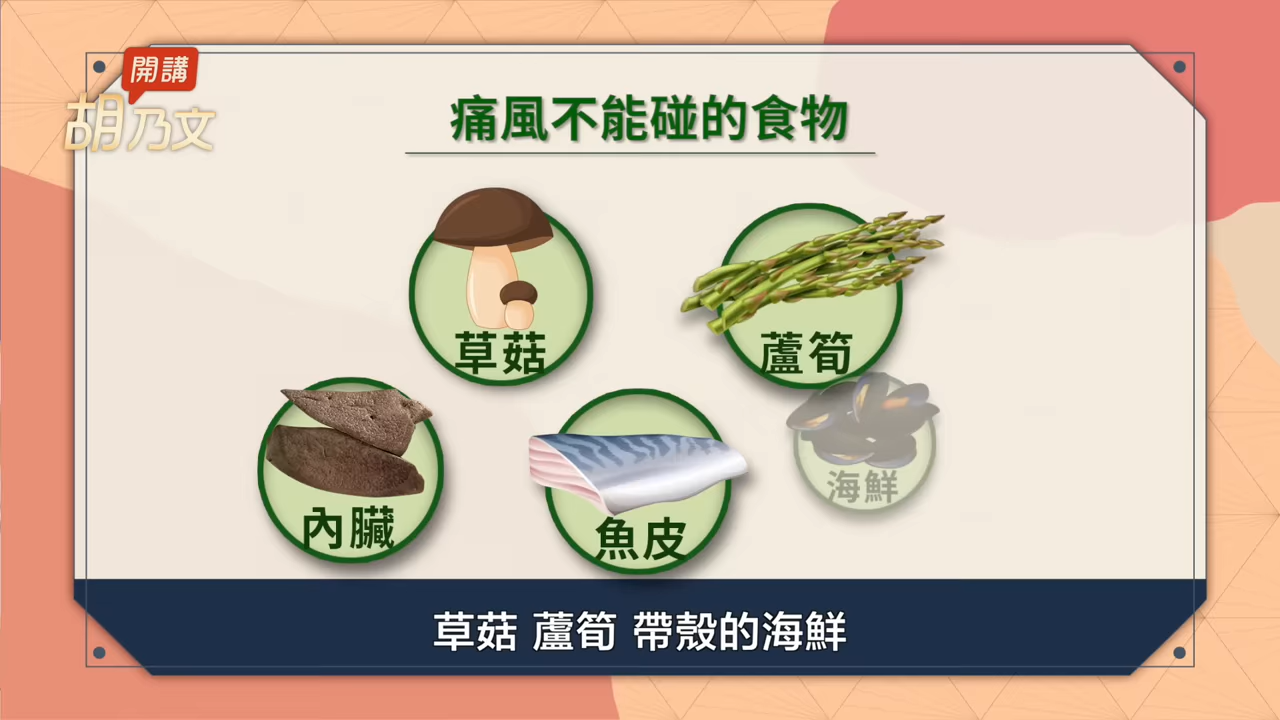 開講
胡乃文
痛風不能碰的食物
草菇
蘆筍
內臟
魚皮
海鮮
草菇 蘆筍 帶殼的海鮮